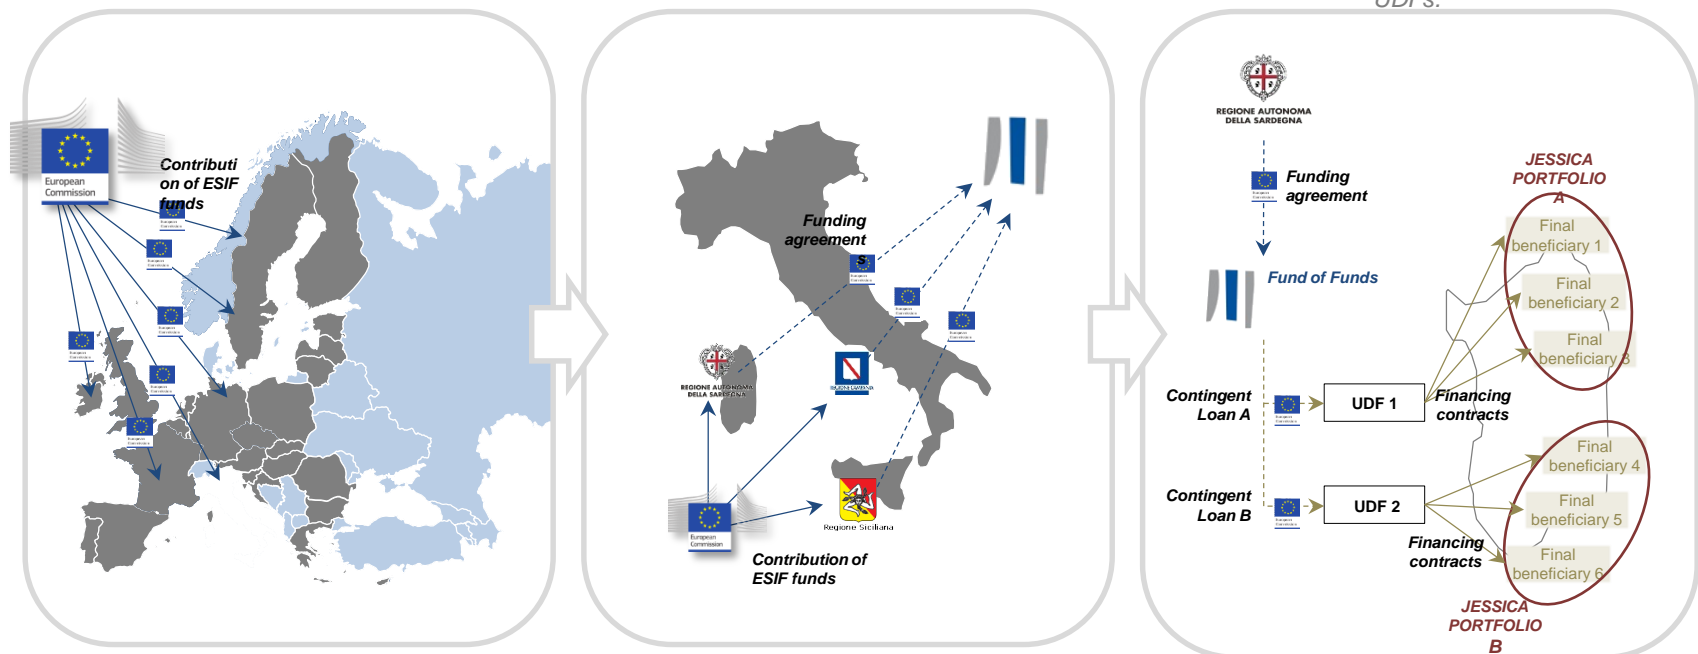 UDFs.
European
Commission
Contributi
on of ESIF
funds
Funding
agreement
s
REGIONE AUTONOMA
DELLA SARDEGNA
REGIONE CAMPANIA
Regione Siciliana
European
Commission
Contribution of
ESIF funds
REGIONE AUTONOMA
DELLA SARDEGNA
Funding
agreement
Fund of Funds
JESSICA
PORTFOLIO
A
Final
beneficiary 1
Final
beneficiary 2
Final
beneficiary 3
Contingent
Loan A
UDF 1
Financing
contracts
Final
beneficiary 4
Contingent
Loan B
UDF 2
Final
beneficiary 5
Financing
contracts
Final
beneficiary 6
JESSICA
PORTFOLIO
B